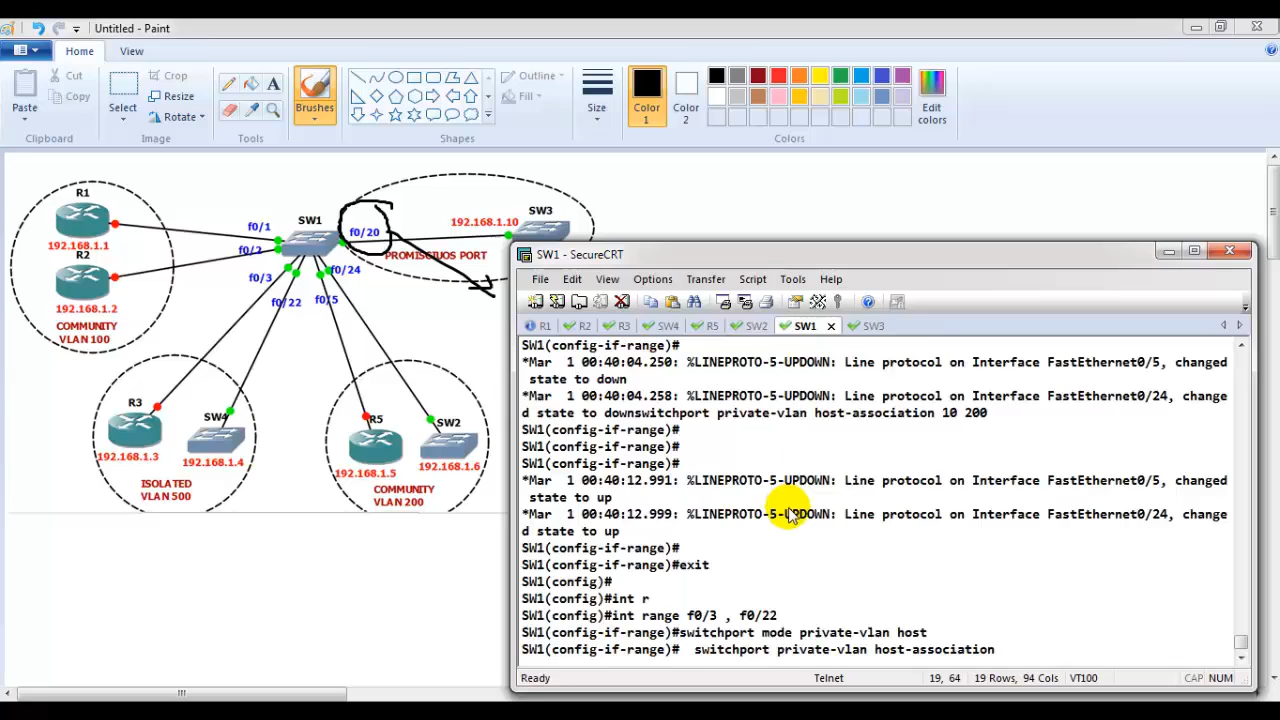 Untitled - Paint
Home View
Paste
Cut
Copy
Clipboard
Select
Crop
Resize
Rotate
Image
Tools
Brushes
Outline
Fill
Shapes
Size
Color 1
Color 2
Edit colors
Colors
R1
192.168.1.1
R2
192.168.1.2
COMMUNITY
VLAN 100
f0/1
f0/2
f0/3
SW1
f0/20
f0/24
f0/22
f0/5
192.168.1.10
SW3
PROMISCIUOS PORT
R3
192.168.1.3
SW4
192.168.1.4
ISOLATED
VLAN 500
R5
192.168.1.5
SW2
192.168.1.6
COMMUNITY
VLAN 200
SW1 - SecureCRT
File Edit View Options Transfer Script Tools Help
R1 R2 R3 SW4 R5 SW2 SW1 SW3
SW1(config-if-range)#
*Mar  1 00:40:04.250: %LINEPROTO-5-UPDOWN: Line protocol on Interface FastEthernet0/5, changed
 state to down
*Mar  1 00:40:04.258: %LINEPROTO-5-UPDOWN: Line protocol on Interface FastEthernet0/24, change
d state to downswitchport private-vlan host-association 10 200
SW1(config-if-range)#
SW1(config-if-range)#
SW1(config-if-range)#
*Mar  1 00:40:12.991: %LINEPROTO-5-UPDOWN: Line protocol on Interface FastEthernet0/5, changed
 state to up
*Mar  1 00:40:12.999: %LINEPROTO-5-UPDOWN: Line protocol on Interface FastEthernet0/24, change
d state to up
SW1(config-if-range)#
SW1(config-if-range)#exit
SW1(config)#
SW1(config)#int r
SW1(config)#int range f0/3 , f0/22
SW1(config-if-range)#switchport mode private-vlan host
SW1(config-if-range)#  switchport private-vlan host-association
Ready Telnet 19, 64 19 Rows, 94 Cols VT100 CAP NUM